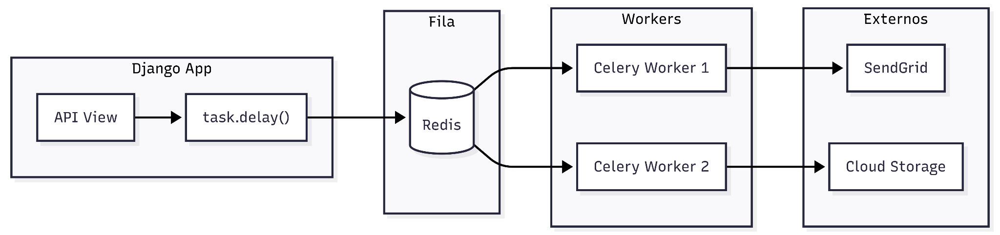 Django App
API View
task.delay()
Fila
Redis
Workers
Celery Worker 1
Celery Worker 2
Externos
SendGrid
Cloud Storage